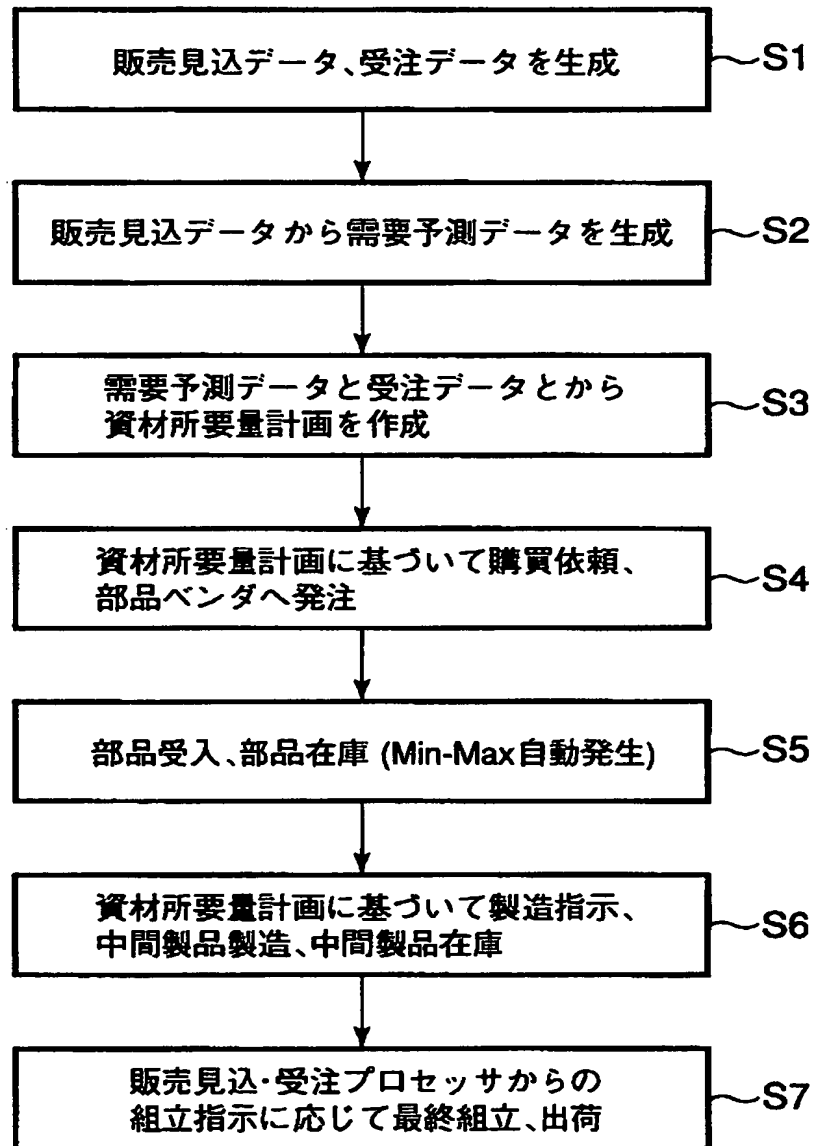 販売見込データ、受注データを生成
S1
販売見込データから需要予測データを生成
S2
需要予測データと受注データとから
資材所要量計画を作成
S3
資材所要量計画に基づいて購買依頼、
部品ベンダへ発注
S4
部品受入、部品在庫 (Min-Max自動発生)
S5
資材所要量計画に基づいて製造指示、
中間製品製造、中間製品在庫
S6
販売見込・受注プロセッサからの
組立指示に応じて最終組立、出荷
S7